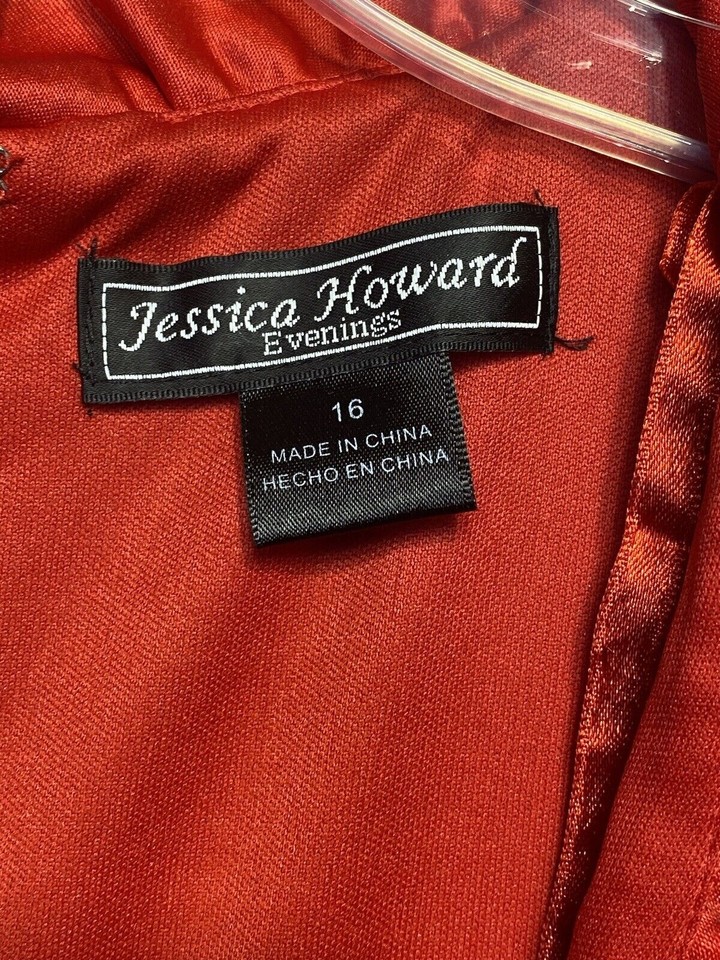 Jessica Howard
Evenings
16
MADE IN CHINA
HECHO EN CHINA